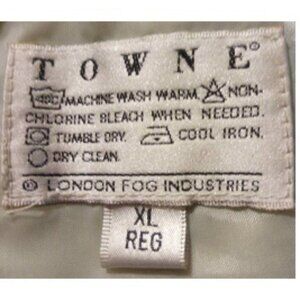 TOWNE®
MACHINE WASH WARM. NON-
CHLORINE BLEACH WHEN NEEDED.
TUMBLE DRY. COOL IRON.
DRY CLEAN.
© LONDON FOG INDUSTRIES
XL
REG